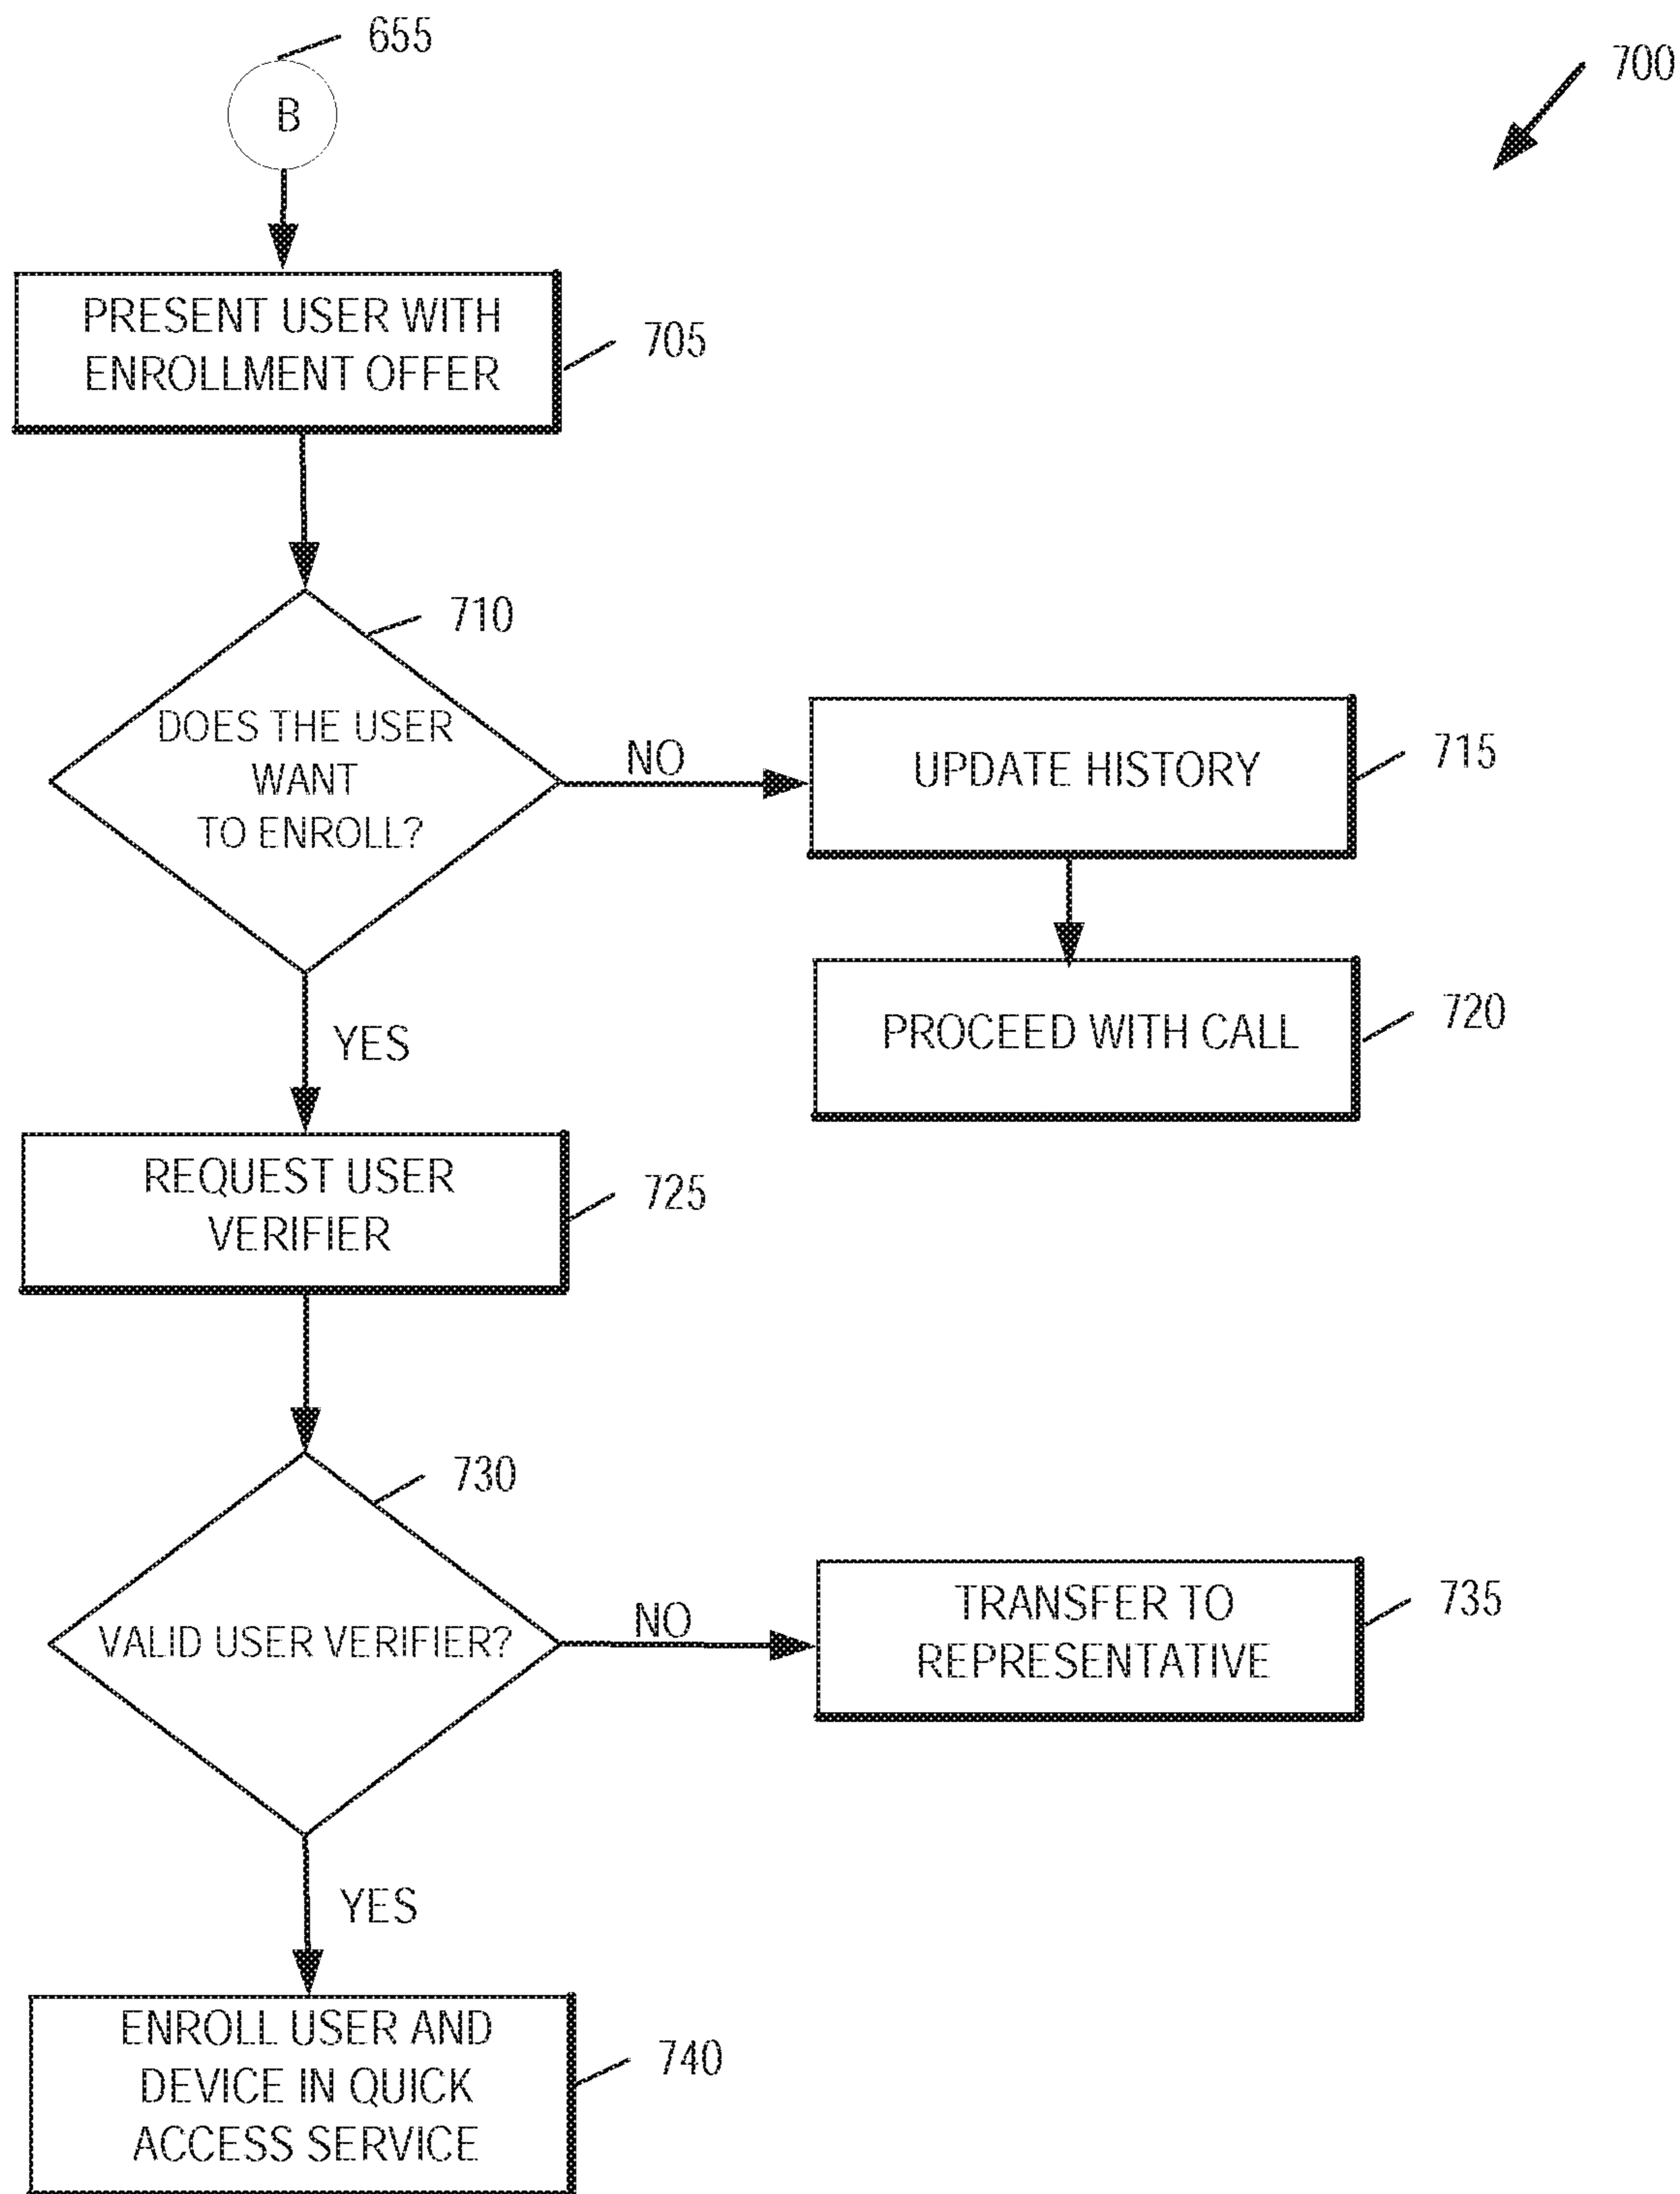 655
B
700
PRESENT USER WITH
ENROLLMENT OFFER
705
710
DOES THE USER
WANT
TO ENROLL?
NO
UPDATE HISTORY
715
PROCEED WITH CALL
720
YES
REQUEST USER
VERIFIER
725
730
VALID USER VERIFIER?
NO
TRANSFER TO
REPRESENTATIVE
735
YES
ENROLL USER AND
DEVICE IN QUICK
ACCESS SERVICE
740